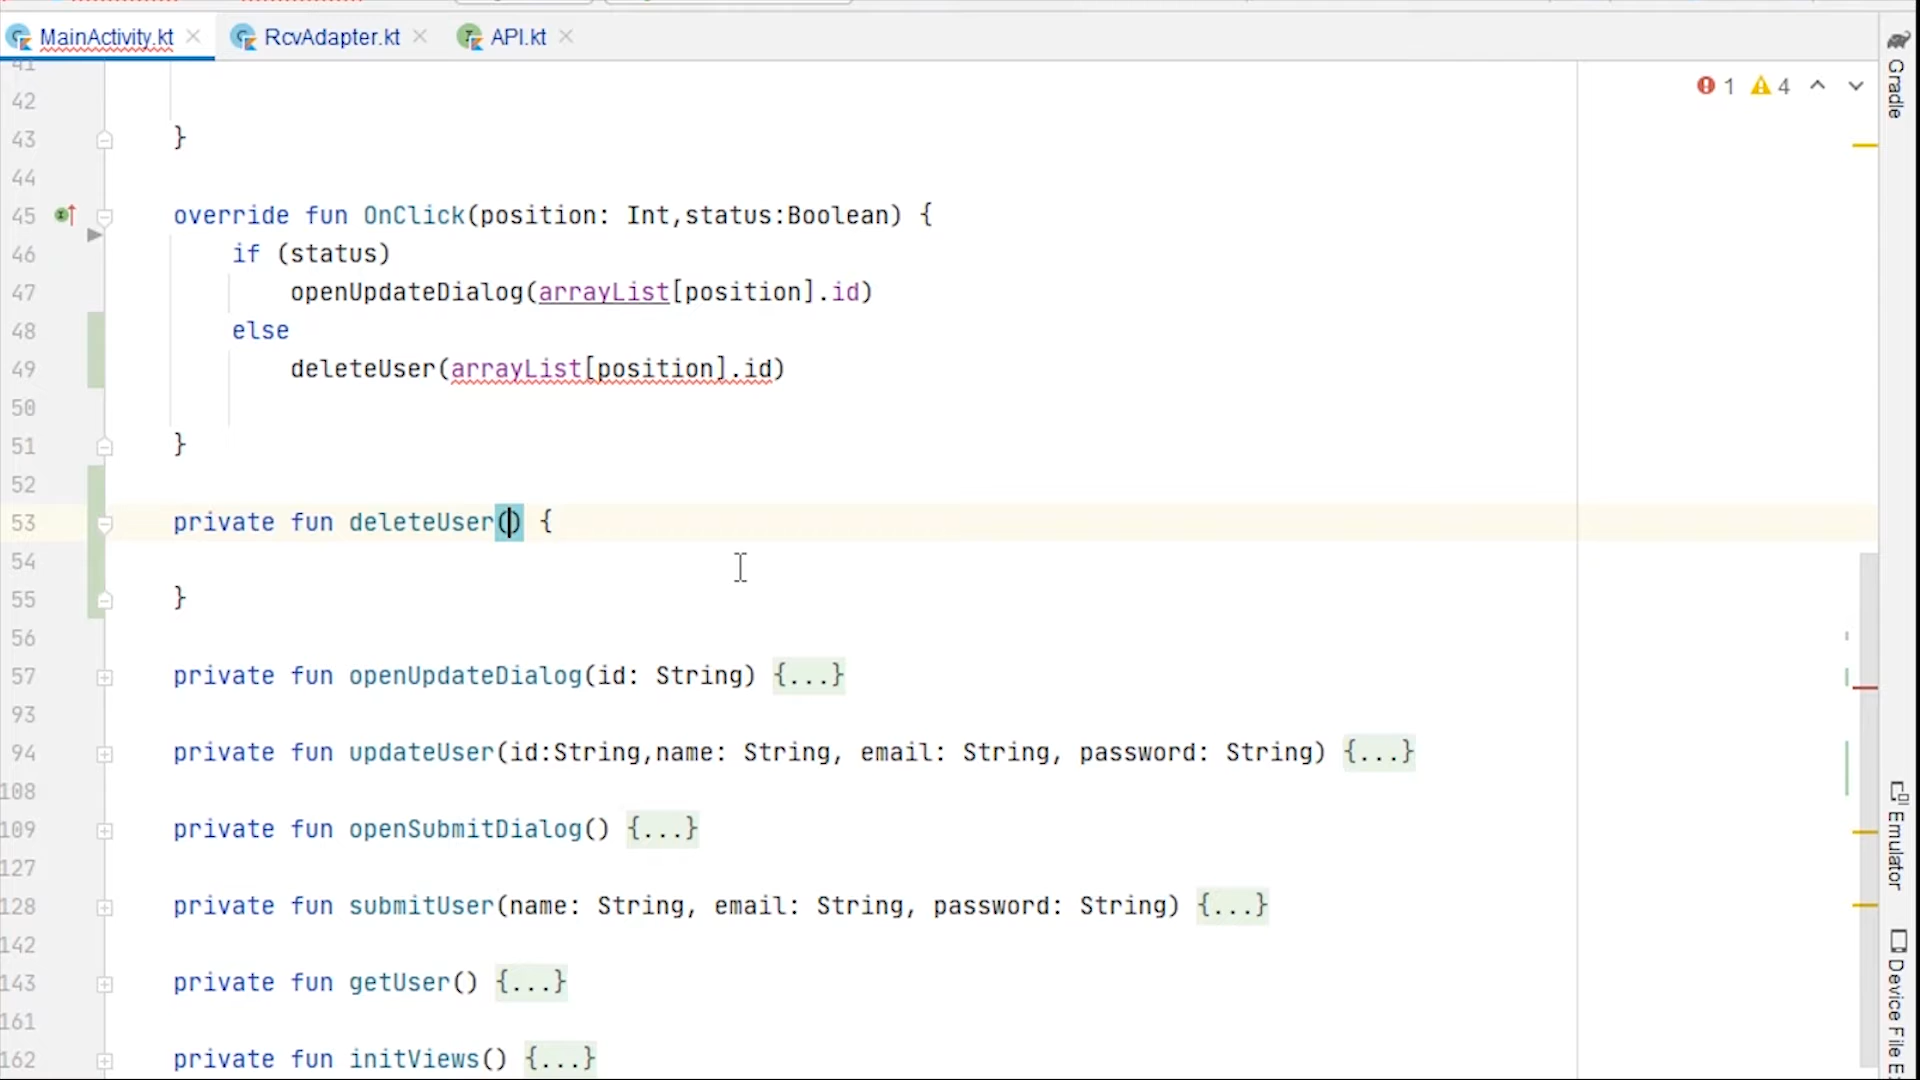 MainActivity.kt RcvAdapter.kt API.kt
41
1 4
42
43 }
44
45 override fun OnClick(position: Int,status:Boolean) {
46 if (status)
47 openUpdateDialog(arrayList[position].id)
48 else
49 deleteUser(arrayList[position].id)
50
51 }
52
53 private fun deleteUser() {
54
55 }
56
57 private fun openUpdateDialog(id: String) {...}
93
94 private fun updateUser(id:String,name: String, email: String, password: String) {...}
108
109 private fun openSubmitDialog() {...}
127
128 private fun submitUser(name: String, email: String, password: String) {...}
142
143 private fun getUser() {...}
161
162 private fun initViews() {...}
Gradle
Emulator
Device File E